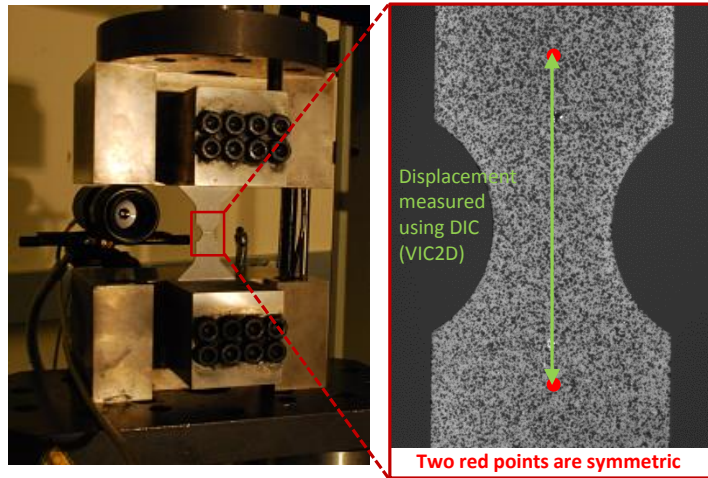 Displacement
measured
using DIC
(VIC2D)
Two red points are symmetric